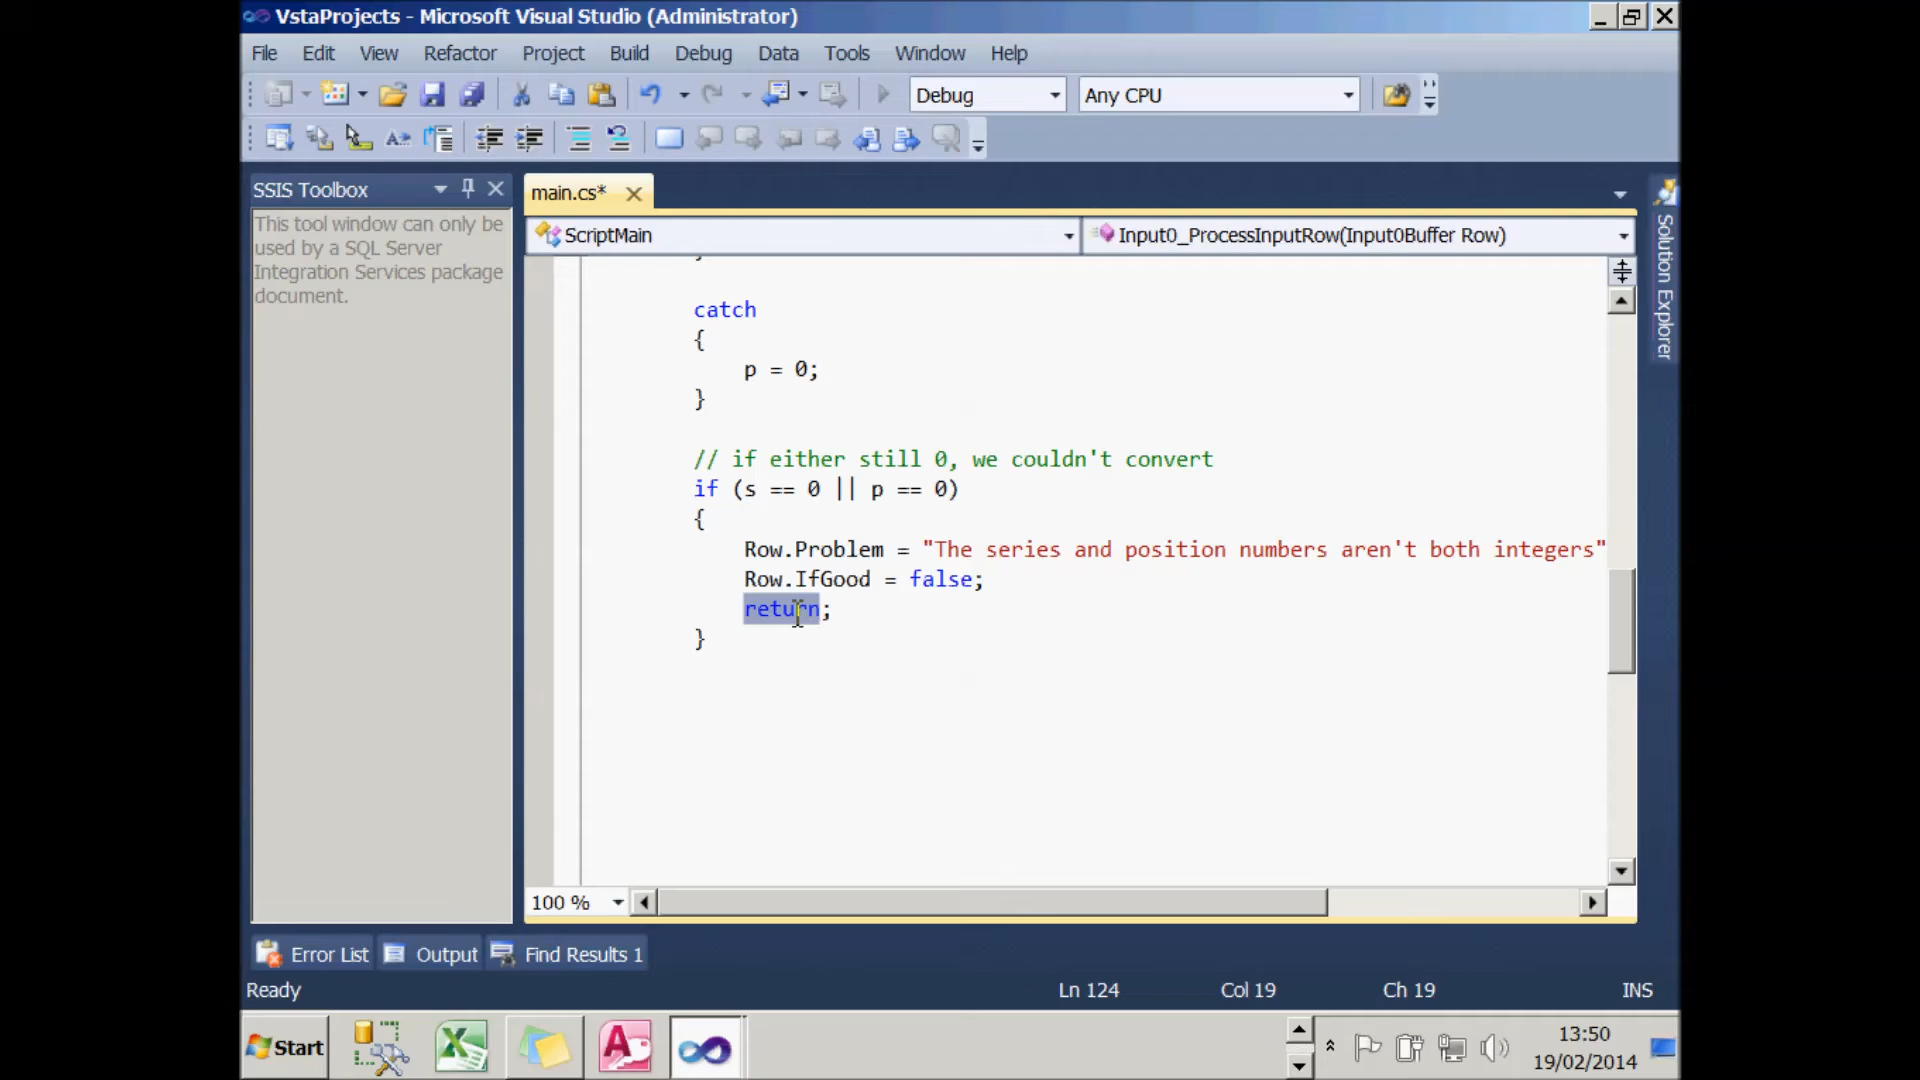 VstaProjects - Microsoft Visual Studio (Administrator)
File Edit View Refactor Project Build Debug Data Tools Window Help
Debug Any CPU
SSIS Toolbox
This tool window can only be
used by a SQL Server
Integration Services package
document.
main.cs*
ScriptMain Input0_ProcessInputRow(Input0Buffer Row)
catch
{
p = 0;
}
// if either still 0, we couldn't convert
if (s == 0 || p == 0)
{
Row.Problem = "The series and position numbers aren't both integers"
Row.IfGood = false;
return;
}
Solution Explorer
100 %
Error List Output Find Results 1
Ready Ln 124 Col 19 Ch 19 INS
Start
13:50
19/02/2014